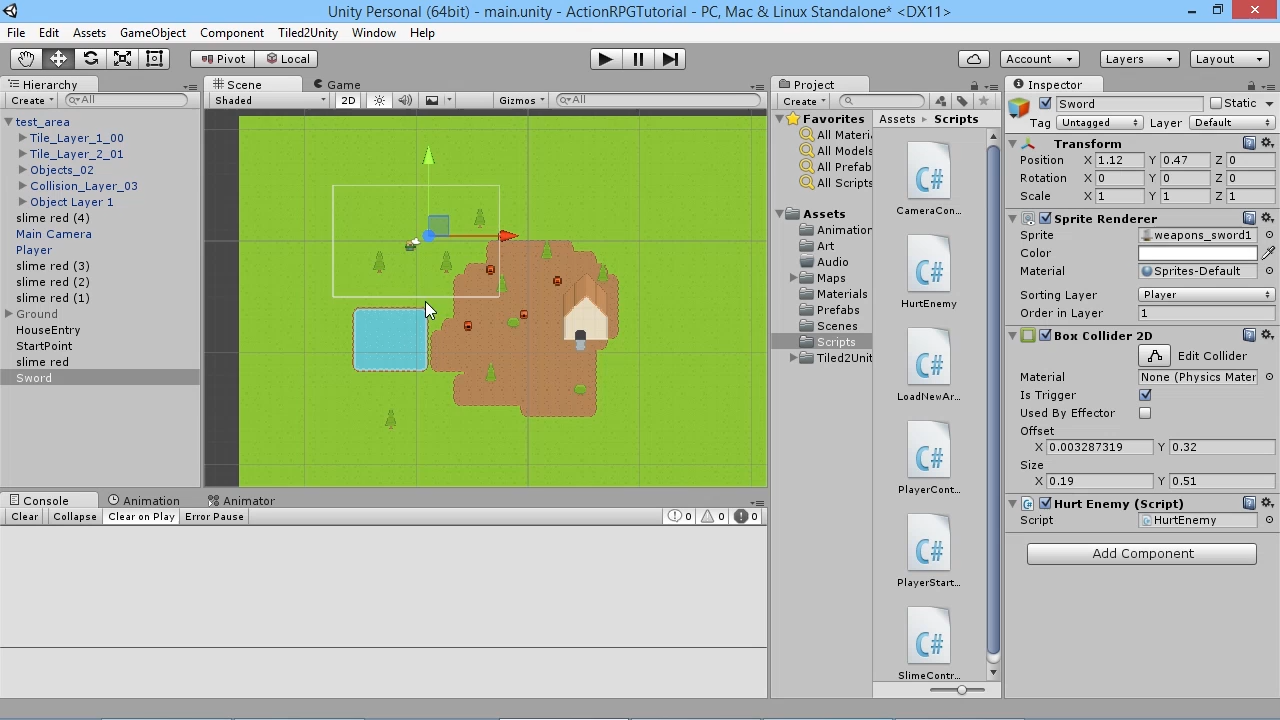 Unity Personal (64bit) - main.unity - ActionRPGTutorial - PC, Mac & Linux Standalone* <DX11>
File Edit Assets GameObject Component Tiled2Unity Window Help
Pivot Local Account Layers Layout
Hierarchy
Create All
test_area
Tile_Layer_1_00
Tile_Layer_2_01
Objects_02
Collision_Layer_03
Object Layer 1
slime red (4)
Main Camera
Player
slime red (3)
slime red (2)
slime red (1)
Ground
HouseEntry
StartPoint
slime red
Sword
Scene Game
Shaded 2D Gizmos All
Console Animation Animator
Clear Collapse Clear on Play Error Pause 0 0 0
Project
Create
Favorites
All Materia
All Models
All Prefab
All Scripts
Assets
Animation
Art
Audio
Maps
Materials
Prefabs
Scenes
Scripts
Tiled2Unit
Assets Scripts
C#
CameraCon...
C#
HurtEnemy
C#
LoadNewAr...
C#
PlayerCont...
C#
PlayerStart...
C#
SlimeContr...
Inspector
Sword Static
Tag Untagged Layer Default
Transform
Position X 1.12 Y 0.47 Z 0
Rotation X 0 Y 0 Z 0
Scale X 1 Y 1 Z 1
Sprite Renderer
Sprite weapons_sword1
Color
Material Sprites-Default
Sorting Layer Player
Order in Layer 1
Box Collider 2D
Edit Collider
Material None (Physics Mater
Is Trigger
Used By Effector
Offset
X 0.003287319 Y 0.32
Size
X 0.19 Y 0.51
Hurt Enemy (Script)
Script HurtEnemy
Add Component